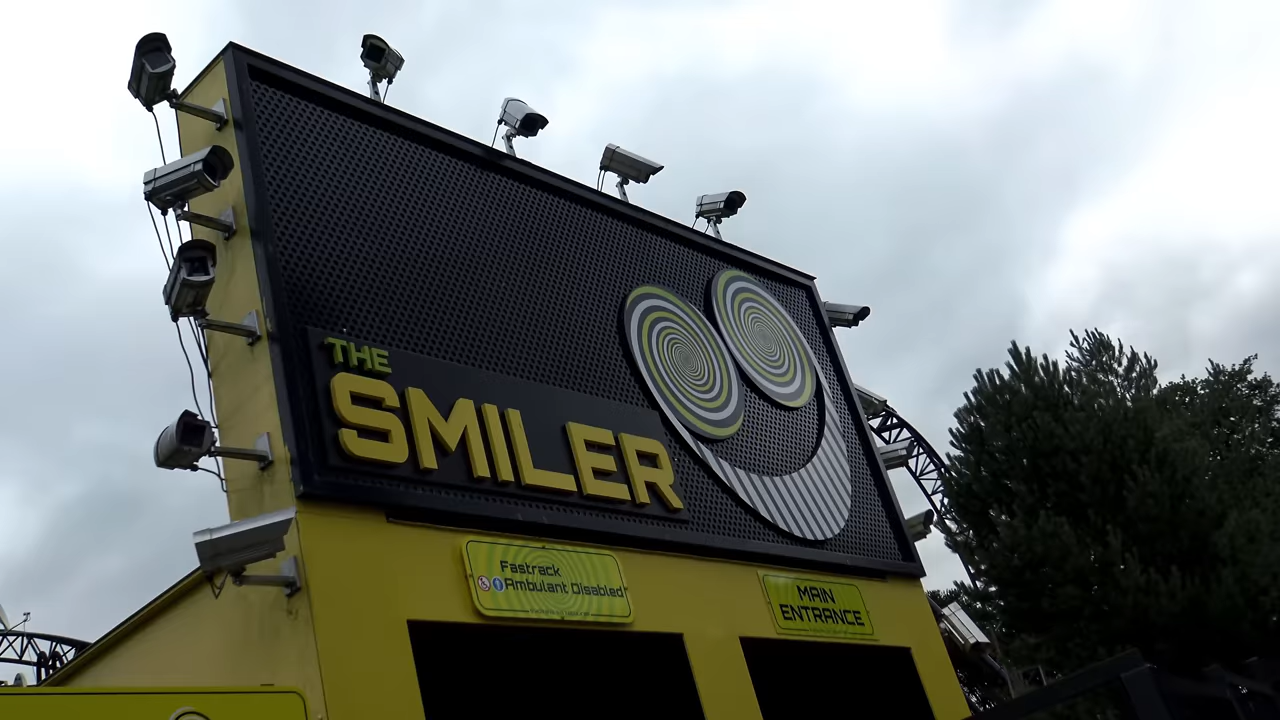 THE
SMILER
Fastrack
Ambulant Disabled
MAIN
ENTRANCE